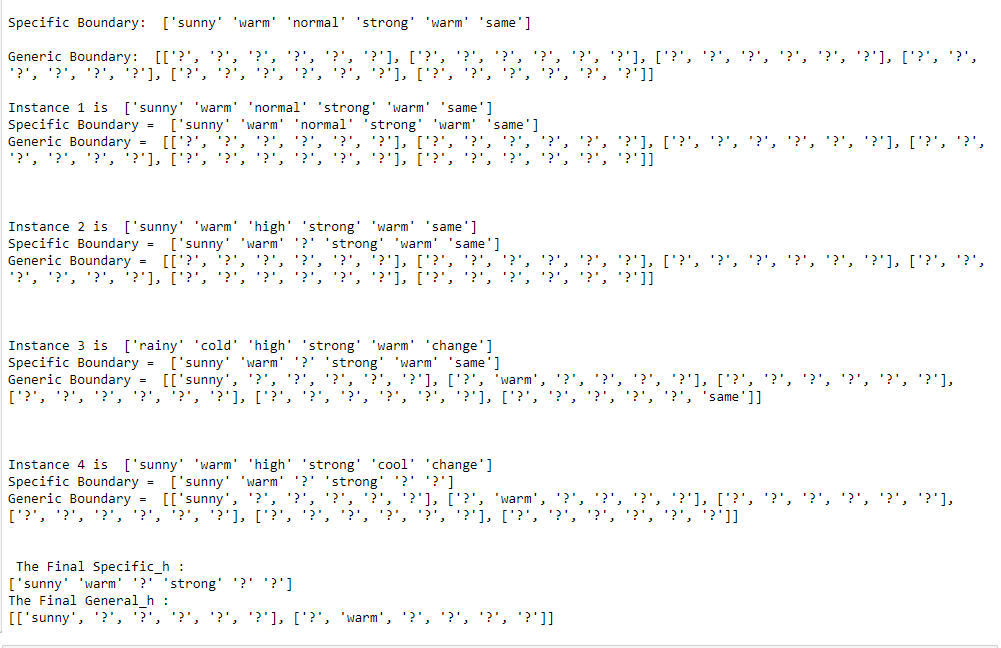 Specific Boundary:  ['sunny' 'warm' 'normal' 'strong' 'warm' 'same']
Generic Boundary:  [['?', '?', '?', '?', '?', '?'], ['?', '?', '?', '?', '?', '?'], ['?', '?', '?', '?', '?', '?'], ['?', '?',
'?', '?', '?', '?'], ['?', '?', '?', '?', '?', '?'], ['?', '?', '?', '?', '?', '?']]
Instance 1 is  ['sunny' 'warm' 'normal' 'strong' 'warm' 'same']
Specific Boundary =  ['sunny' 'warm' 'normal' 'strong' 'warm' 'same']
Generic Boundary =  [['?', '?', '?', '?', '?', '?'], ['?', '?', '?', '?', '?', '?'], ['?', '?', '?', '?', '?', '?'], ['?', '?',
'?', '?', '?', '?'], ['?', '?', '?', '?', '?', '?'], ['?', '?', '?', '?', '?', '?']]
Instance 2 is  ['sunny' 'warm' 'high' 'strong' 'warm' 'same']
Specific Boundary =  ['sunny' 'warm' '?' 'strong' 'warm' 'same']
Generic Boundary =  [['?', '?', '?', '?', '?', '?'], ['?', '?', '?', '?', '?', '?'], ['?', '?', '?', '?', '?', '?'], ['?', '?',
'?', '?', '?', '?'], ['?', '?', '?', '?', '?', '?'], ['?', '?', '?', '?', '?', '?']]
Instance 3 is  ['rainy' 'cold' 'high' 'strong' 'warm' 'change']
Specific Boundary =  ['sunny' 'warm' '?' 'strong' 'warm' 'same']
Generic Boundary =  [['sunny', '?', '?', '?', '?', '?'], ['?', 'warm', '?', '?', '?', '?'], ['?', '?', '?', '?', '?', '?'],
['?', '?', '?', '?', '?', '?'], ['?', '?', '?', '?', '?', '?'], ['?', '?', '?', '?', '?', 'same']]
Instance 4 is  ['sunny' 'warm' 'high' 'strong' 'cool' 'change']
Specific Boundary =  ['sunny' 'warm' '?' 'strong' '?' '?']
Generic Boundary =  [['sunny', '?', '?', '?', '?', '?'], ['?', 'warm', '?', '?', '?', '?'], ['?', '?', '?', '?', '?', '?'],
['?', '?', '?', '?', '?', '?'], ['?', '?', '?', '?', '?', '?'], ['?', '?', '?', '?', '?', '?']]
The Final Specific_h :
['sunny' 'warm' '?' 'strong' '?' '?']
The Final General_h :
[['sunny', '?', '?', '?', '?', '?'], ['?', 'warm', '?', '?', '?', '?']]